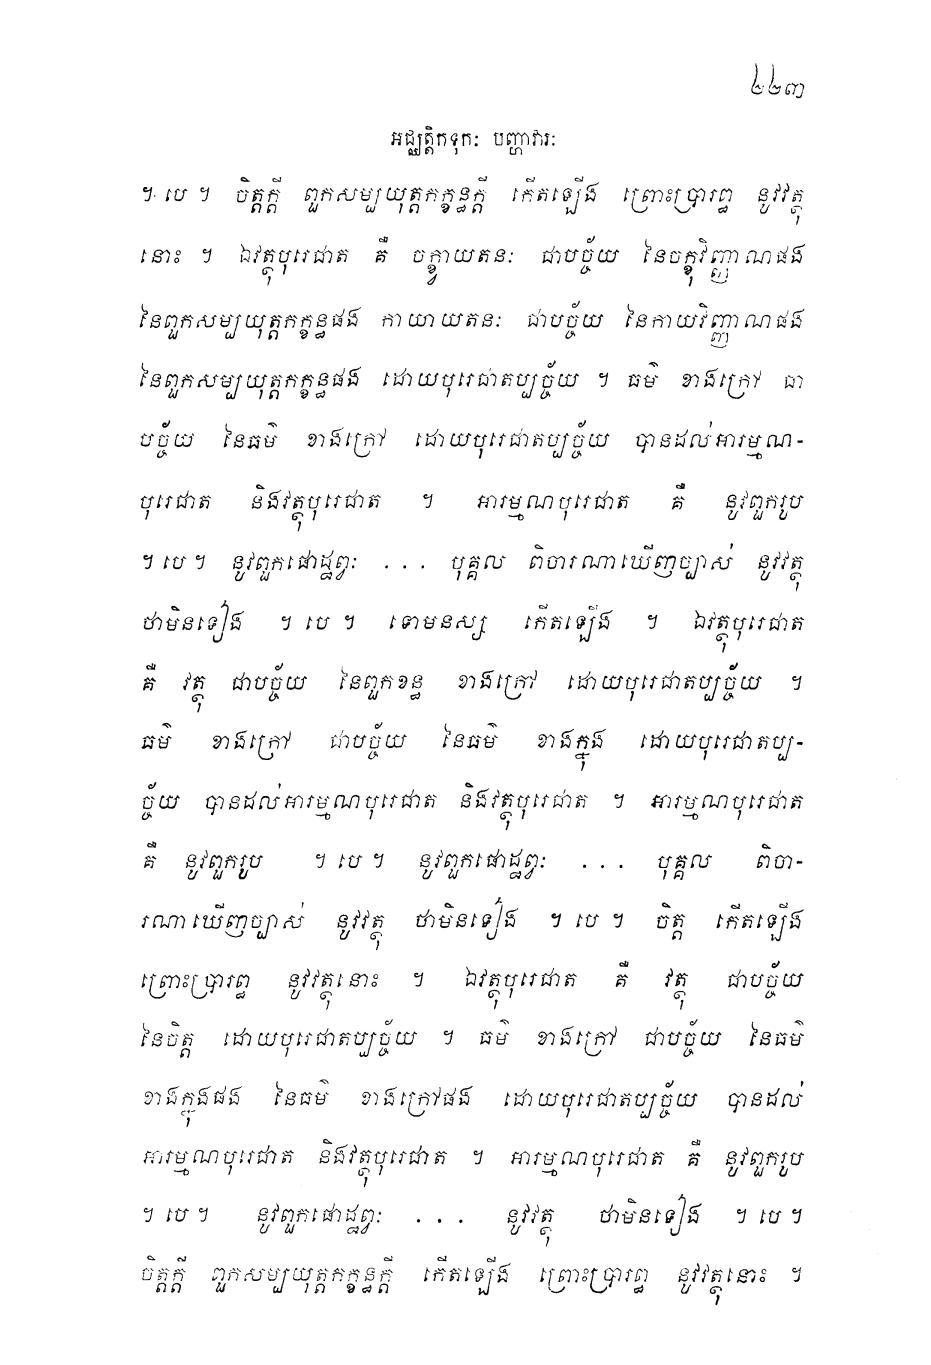 ២២៣
អជ្ឈត្តិកទុកៈ បញ្ហាវារៈ
។ បេ ។ ចិត្តក្តី ពួកសម្បយុត្តកក្ខន្ធក្តី កើតឡើង ព្រោះប្រារព្ធ នូវវត្ថុ
នោះ ។ ឯវត្ថុបុរេជាត គឺ ចក្ខ្វាយតនៈ ជាបច្ច័យ នៃចក្ខុវិញ្ញាណផង
នៃពួកសម្បយុត្តកក្ខន្ធផង កាយាយតនៈ ជាបច្ច័យ នៃកាយវិញ្ញាណផង
នៃពួកសម្បយុត្តកក្ខន្ធផង ដោយបុរេជាតប្បច្ច័យ ។ ធម៌ ខាងក្រៅ ជា
បច្ច័យ នៃធម៌ ខាងក្រៅ ដោយបុរេជាតប្បច្ច័យ បានដល់អារម្មណ-
បុរេជាត និងវត្ថុបុរេជាត ។ អារម្មណបុរេជាត គឺ នូវពួករូប
។ បេ ។ នូវពួកផោដ្ឋព្វៈ ... បុគ្គល ពិចារណាឃើញច្បាស់ នូវវត្ថុ
ថាមិនទៀង ។ បេ ។ ទោមនស្ស កើតឡើង ។ ឯវត្ថុបុរេជាត
គឺ វត្ថុ ជាបច្ច័យ នៃពួកខន្ធ ខាងក្រៅ ដោយបុរេជាតប្បច្ច័យ ។
ធម៌ ខាងក្រៅ ជាបច្ច័យ នៃធម៌ ខាងក្នុង ដោយបុរេជាតប្ប-
ច្ច័យ បានដល់អារម្មណបុរេជាត និងវត្ថុបុរេជាត ។ អារម្មណបុរេជាត
គឺ នូវពួករូប ។ បេ ។ នូវពួកផោដ្ឋព្វៈ ... បុគ្គល ពិចា-
រណាឃើញច្បាស់ នូវវត្ថុ ថាមិនទៀង ។ បេ ។ ចិត្ត កើតឡើង
ព្រោះប្រារព្ធ នូវវត្ថុនោះ ។ ឯវត្ថុបុរេជាត គឺ វត្ថុ ជាបច្ច័យ
នៃចិត្ត ដោយបុរេជាតប្បច្ច័យ ។ ធម៌ ខាងក្រៅ ជាបច្ច័យ នៃធម៌
ខាងក្នុងផង នៃធម៌ ខាងក្រៅផង ដោយបុរេជាតប្បច្ច័យ បានដល់
អារម្មណបុរេជាត និងវត្ថុបុរេជាត ។ អារម្មណបុរេជាត គឺ នូវពួករូប
។ បេ ។ នូវពួកផោដ្ឋព្វៈ ... នូវវត្ថុ ថាមិនទៀង ។ បេ ។
ចិត្តក្តី ពួកសម្បយុត្តកក្ខន្ធក្តី កើតឡើង ព្រោះប្រារព្ធ នូវវត្ថុនោះ ។